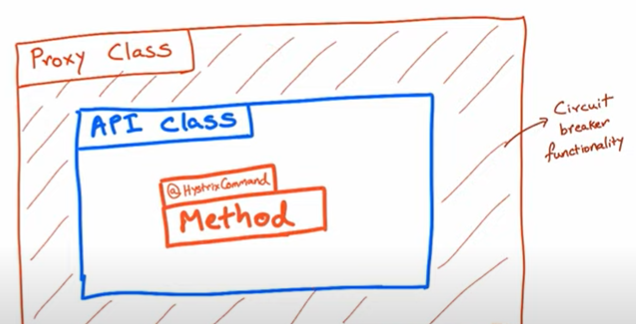 Proxy Class
API Class
@HystrixCommand
Method
Circuit
breaker
functionality